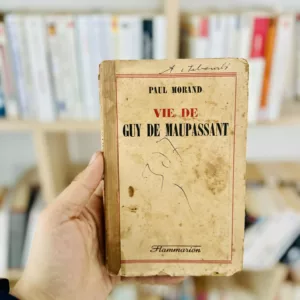 PAUL MORAND
VIE DE
GUY DE MAUPASSANT
Flammarion